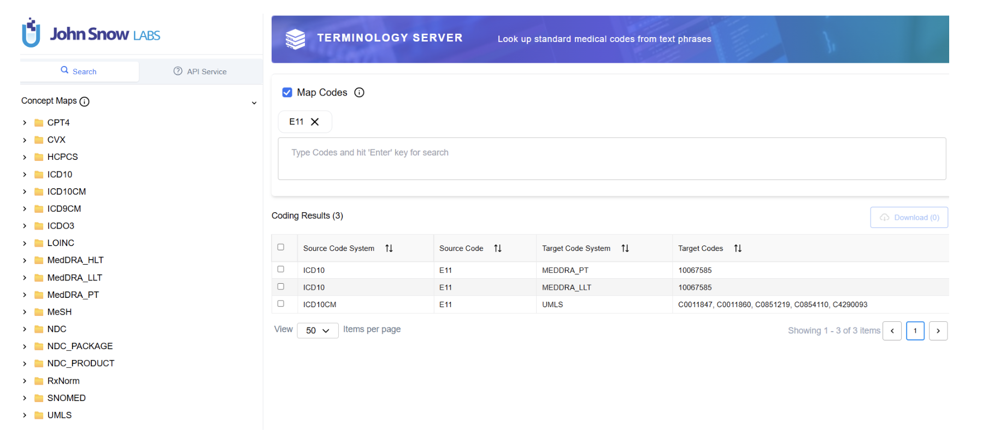 John Snow LABS
Search
API Service
Concept Maps
CPT4
CVX
HCPCS
ICD10
ICD10CM
ICD9CM
ICDO3
LOINC
MedDRA_HLT
MedDRA_LLT
MedDRA_PT
MeSH
NDC
NDC_PACKAGE
NDC_PRODUCT
RxNorm
SNOMED
UMLS
TERMINOLOGY SERVER
Look up standard medical codes from text phrases
Map Codes
E11
Type Codes and hit 'Enter' key for search
Coding Results (3)
Download (0)
Source Code System Source Code Target Code System Target Codes
ICD10 E11 MEDDRA_PT 10067585
ICD10 E11 MEDDRA_LLT 10067585
ICD10CM E11 UMLS C0011847, C0011860, C0851219, C0854110, C4290093
View 50 Items per page
Showing 1 - 3 of 3 items 1